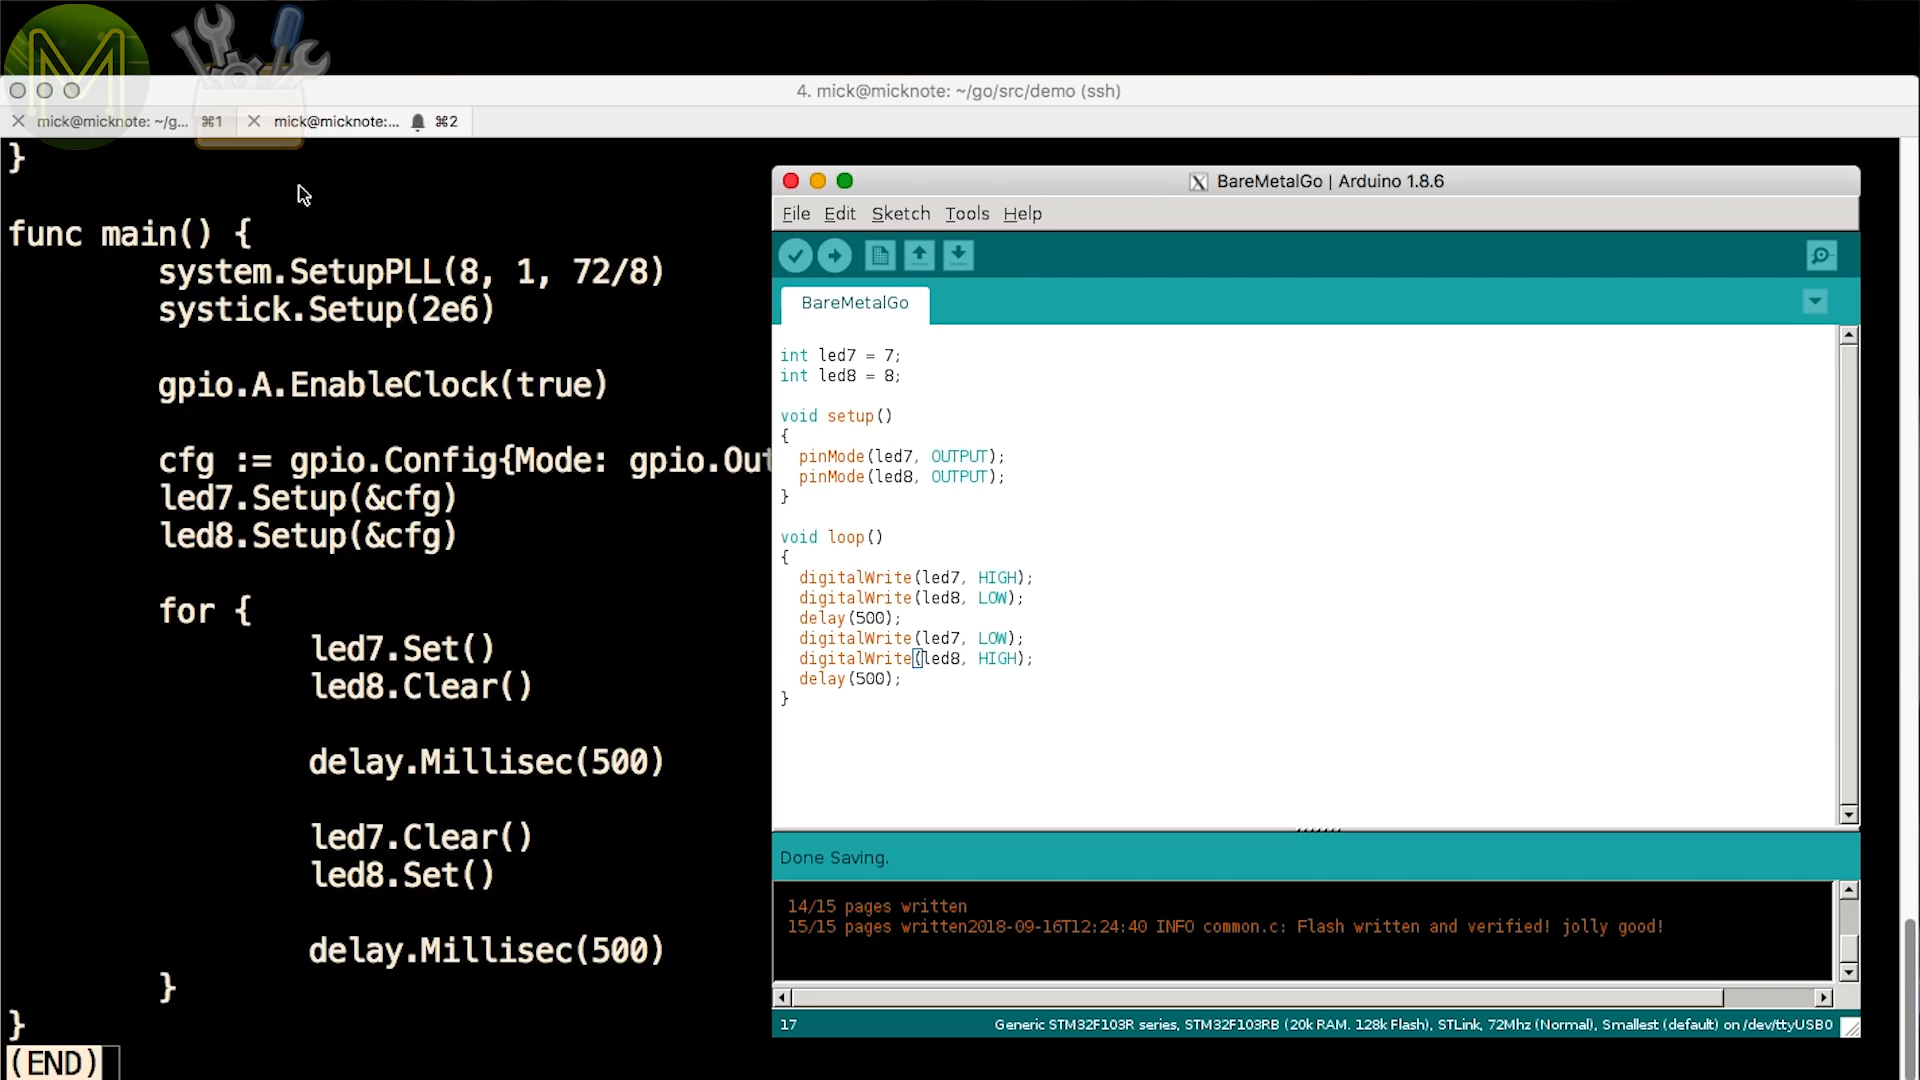 M
4. mick@micknote: ~/go/src/demo (ssh)
mick@micknote: ~/g... ⌘1
mick@micknote:... ⌘2
}
func main() {
system.SetupPLL(8, 1, 72/8)
systick.Setup(2e6)
gpio.A.EnableClock(true)
cfg := gpio.Config{Mode: gpio.Out
led7.Setup(&cfg)
led8.Setup(&cfg)
for {
led7.Set()
led8.Clear()
delay.Millisec(500)
led7.Clear()
led8.Set()
delay.Millisec(500)
}
}
(END)
BareMetalGo | Arduino 1.8.6
File Edit Sketch Tools Help
BareMetalGo
int led7 = 7;
int led8 = 8;
void setup()
{
pinMode(led7, OUTPUT);
pinMode(led8, OUTPUT);
}
void loop()
{
digitalWrite(led7, HIGH);
digitalWrite(led8, LOW);
delay(500);
digitalWrite(led7, LOW);
digitalWrite(led8, HIGH);
delay(500);
}
Done Saving.
14/15 pages written
15/15 pages written2018-09-16T12:24:40 INFO common.c: Flash written and verified! jolly good!
17
Generic STM32F103R series, STM32F103RB (20k RAM. 128k Flash), STLink, 72Mhz (Normal), Smallest (default) on /dev/ttyUSB0